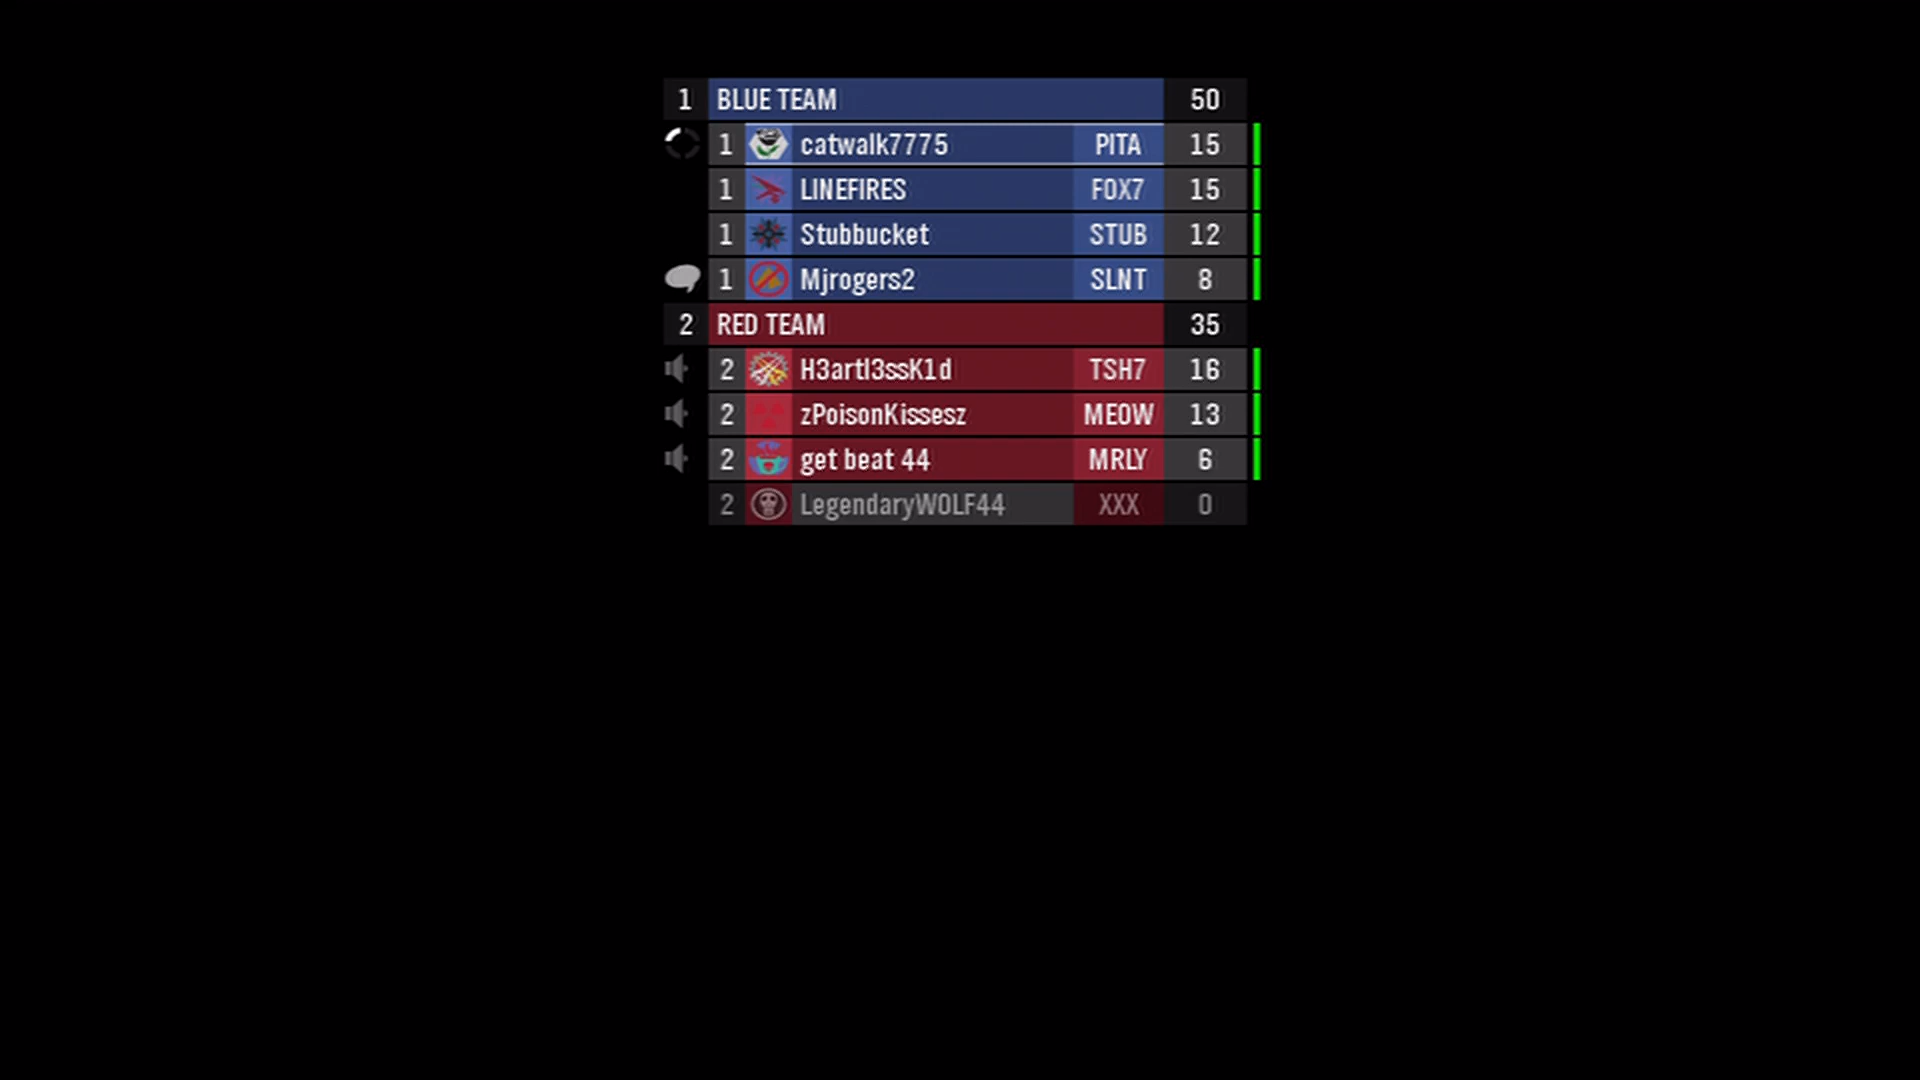 1 BLUE TEAM 50
1 catwalk7775 PITA 15
1 LINEFIRES FOX7 15
1 Stubbucket STUB 12
1 Mjrogers2 SLNT 8
2 RED TEAM 35
2 H3artl3ssK1d TSH7 16
2 zPoisonKissesz MEOW 13
2 get beat 44 MRLY 6
2 LegendaryWOLF44 XXX 0